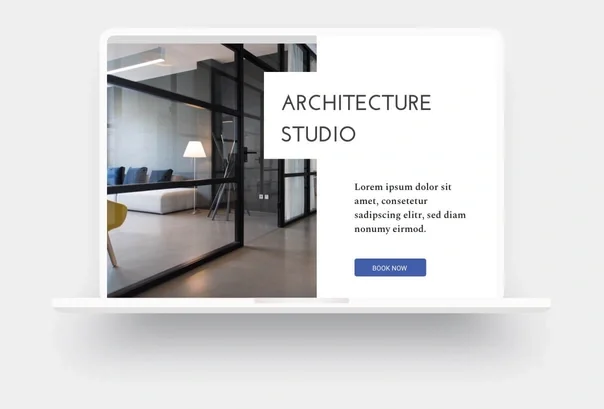 ARCHITECTURE
STUDIO
Lorem ipsum dolor sit
amet, consetetur
sadipscing elitr, sed diam
nonumy eirmod.
BOOK NOW